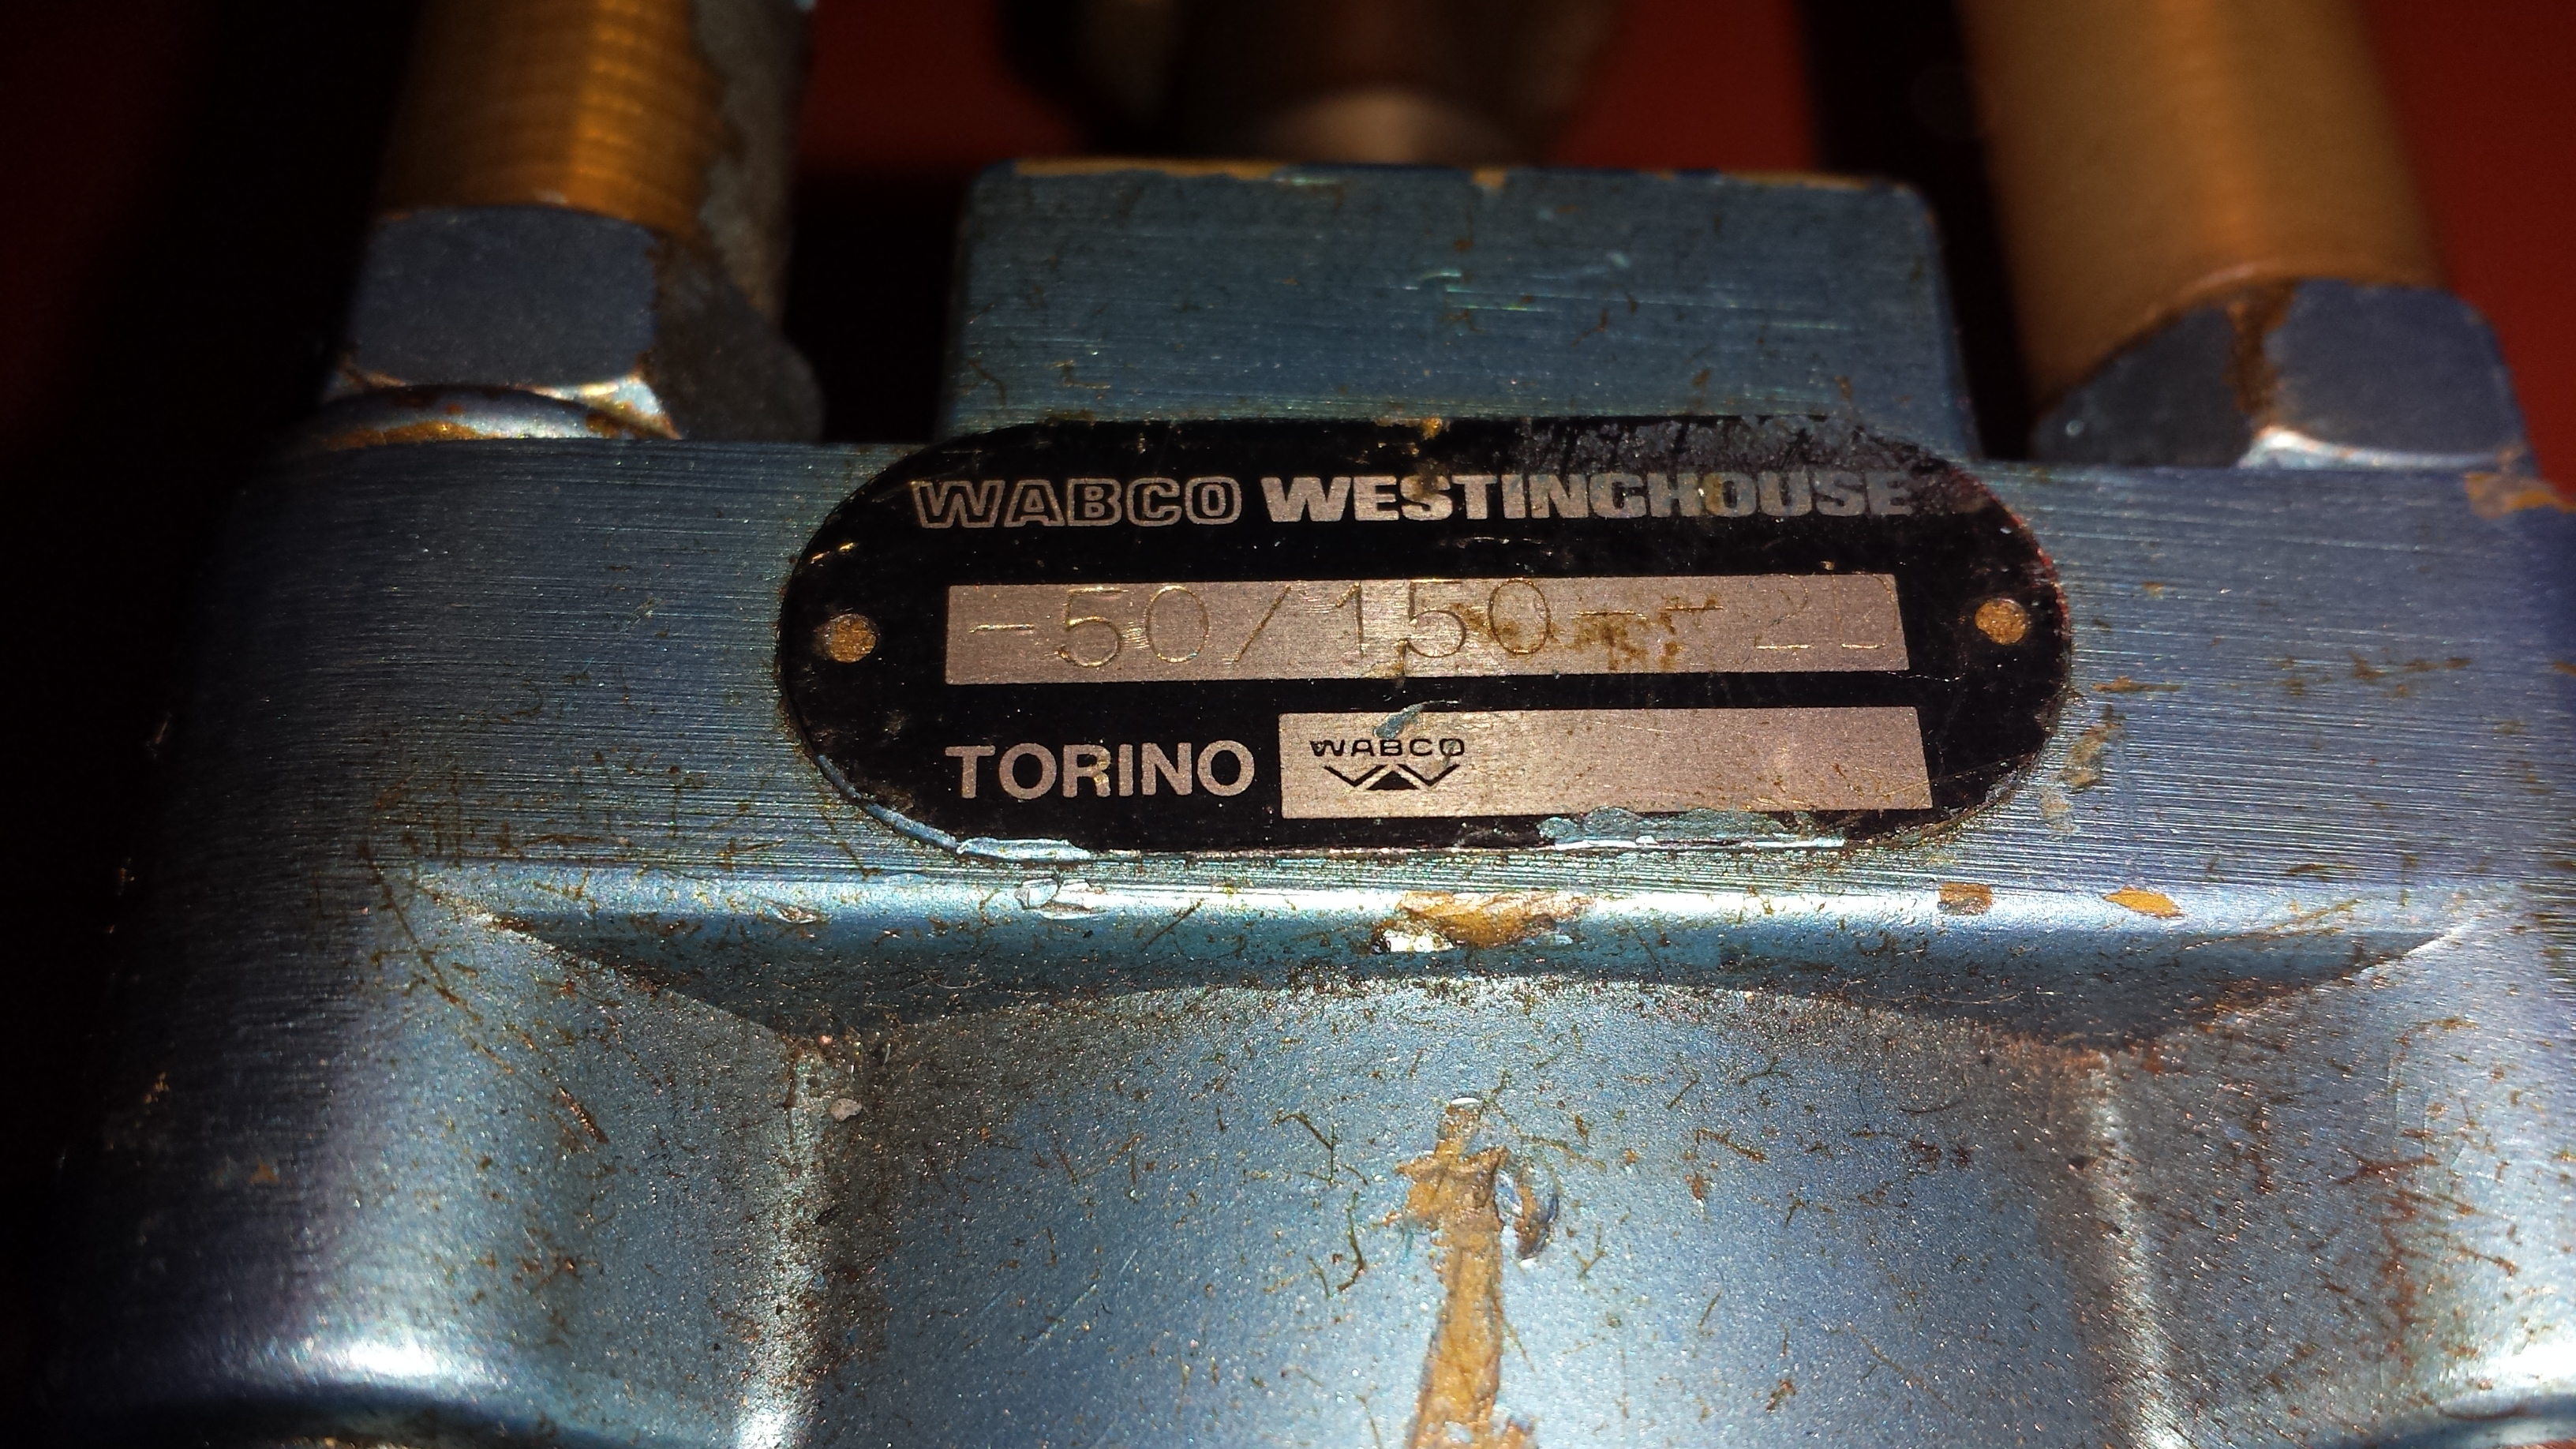 WABCO WESTINGHOUSE
-50/150-
TORINO
WABCO